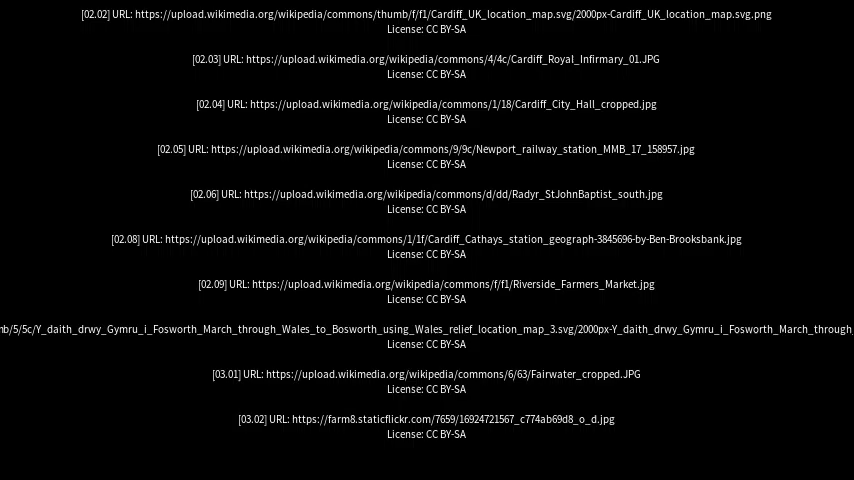 [02.02] URL: https://upload.wikimedia.org/wikipedia/commons/thumb/f/f1/Cardiff_UK_location_map.svg/2000px-Cardiff_UK_location_map.svg.png
License: CC BY-SA
[02.03] URL: https://upload.wikimedia.org/wikipedia/commons/4/4c/Cardiff_Royal_Infirmary_01.JPG
License: CC BY-SA
[02.04] URL: https://upload.wikimedia.org/wikipedia/commons/1/18/Cardiff_City_Hall_cropped.jpg
License: CC BY-SA
[02.05] URL: https://upload.wikimedia.org/wikipedia/commons/9/9c/Newport_railway_station_MMB_17_158957.jpg
License: CC BY-SA
[02.06] URL: https://upload.wikimedia.org/wikipedia/commons/d/dd/Radyr_StJohnBaptist_south.jpg
License: CC BY-SA
[02.08] URL: https://upload.wikimedia.org/wikipedia/commons/1/1f/Cardiff_Cathays_station_geograph-3845696-by-Ben-Brooksbank.jpg
License: CC BY-SA
[02.09] URL: https://upload.wikimedia.org/wikipedia/commons/f/f1/Riverside_Farmers_Market.jpg
License: CC BY-SA
mb/5/5c/Y_daith_drwy_Gymru_i_Fosworth_March_through_Wales_to_Bosworth_using_Wales_relief_location_map_3.svg/2000px-Y_daith_drwy_Gymru_i_Fosworth_March_through_
License: CC BY-SA
[03.01] URL: https://upload.wikimedia.org/wikipedia/commons/6/63/Fairwater_cropped.JPG
License: CC BY-SA
[03.02] URL: https://farm8.staticflickr.com/7659/16924721567_c774ab69d8_o_d.jpg
License: CC BY-SA